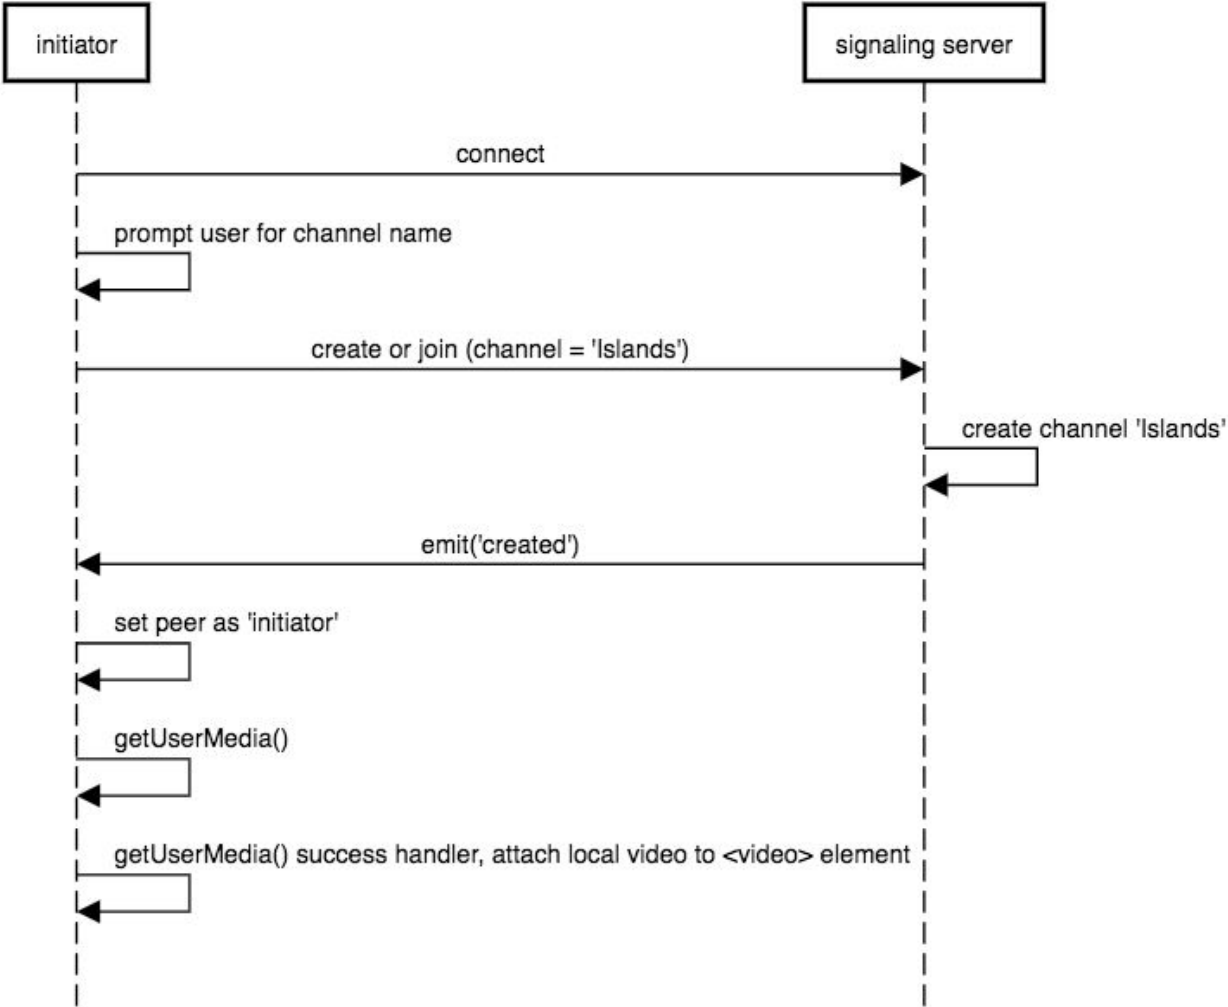 initiator
signaling server
connect
prompt user for channel name
create or join (channel = 'Islands')
create channel 'Islands'
emit('created')
set peer as 'initiator'
getUserMedia()
getUserMedia() success handler, attach local video to <video> element